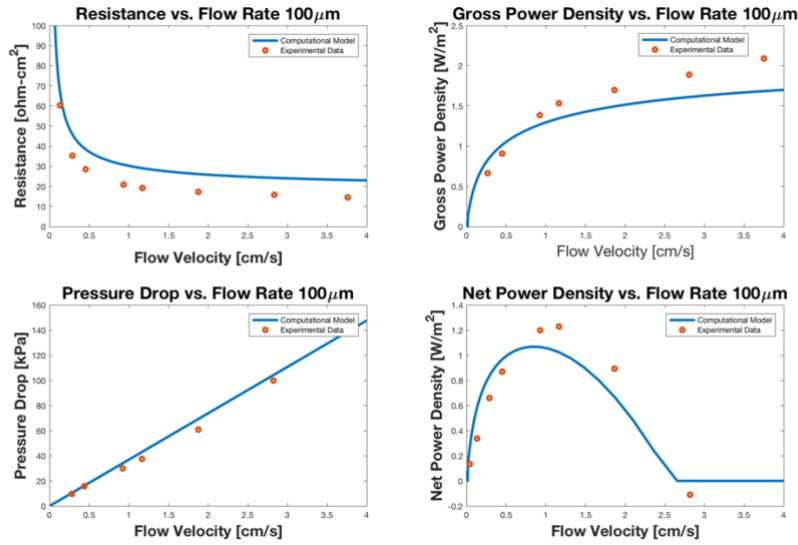 Resistance vs. Flow Rate 100μm
100
90
80
70
60
50
40
30
20
10
0
Resistance [ohm-cm²]
Computational Model
Experimental Data
0 0.5 1 1.5 2 2.5 3 3.5 4
Flow Velocity [cm/s]
Gross Power Density vs. Flow Rate 100μm
2.5
2
1.5
1
0.5
0
Gross Power Density [W/m²]
Computational Model
Experimental Data
0 0.5 1 1.5 2 2.5 3 3.5 4
Flow Velocity [cm/s]
Pressure Drop vs. Flow Rate 100μm
160
140
120
100
80
60
40
20
0
Pressure Drop [kPa]
Computational Model
Experimental Data
0 0.5 1 1.5 2 2.5 3 3.5 4
Flow Velocity [cm/s]
Net Power Density vs. Flow Rate 100μm
1.4
1.2
1
0.8
0.6
0.4
0.2
0
-0.2
Net Power Density [W/m²]
Computational Model
Experimental Data
0 0.5 1 1.5 2 2.5 3 3.5 4
Flow Velocity [cm/s]